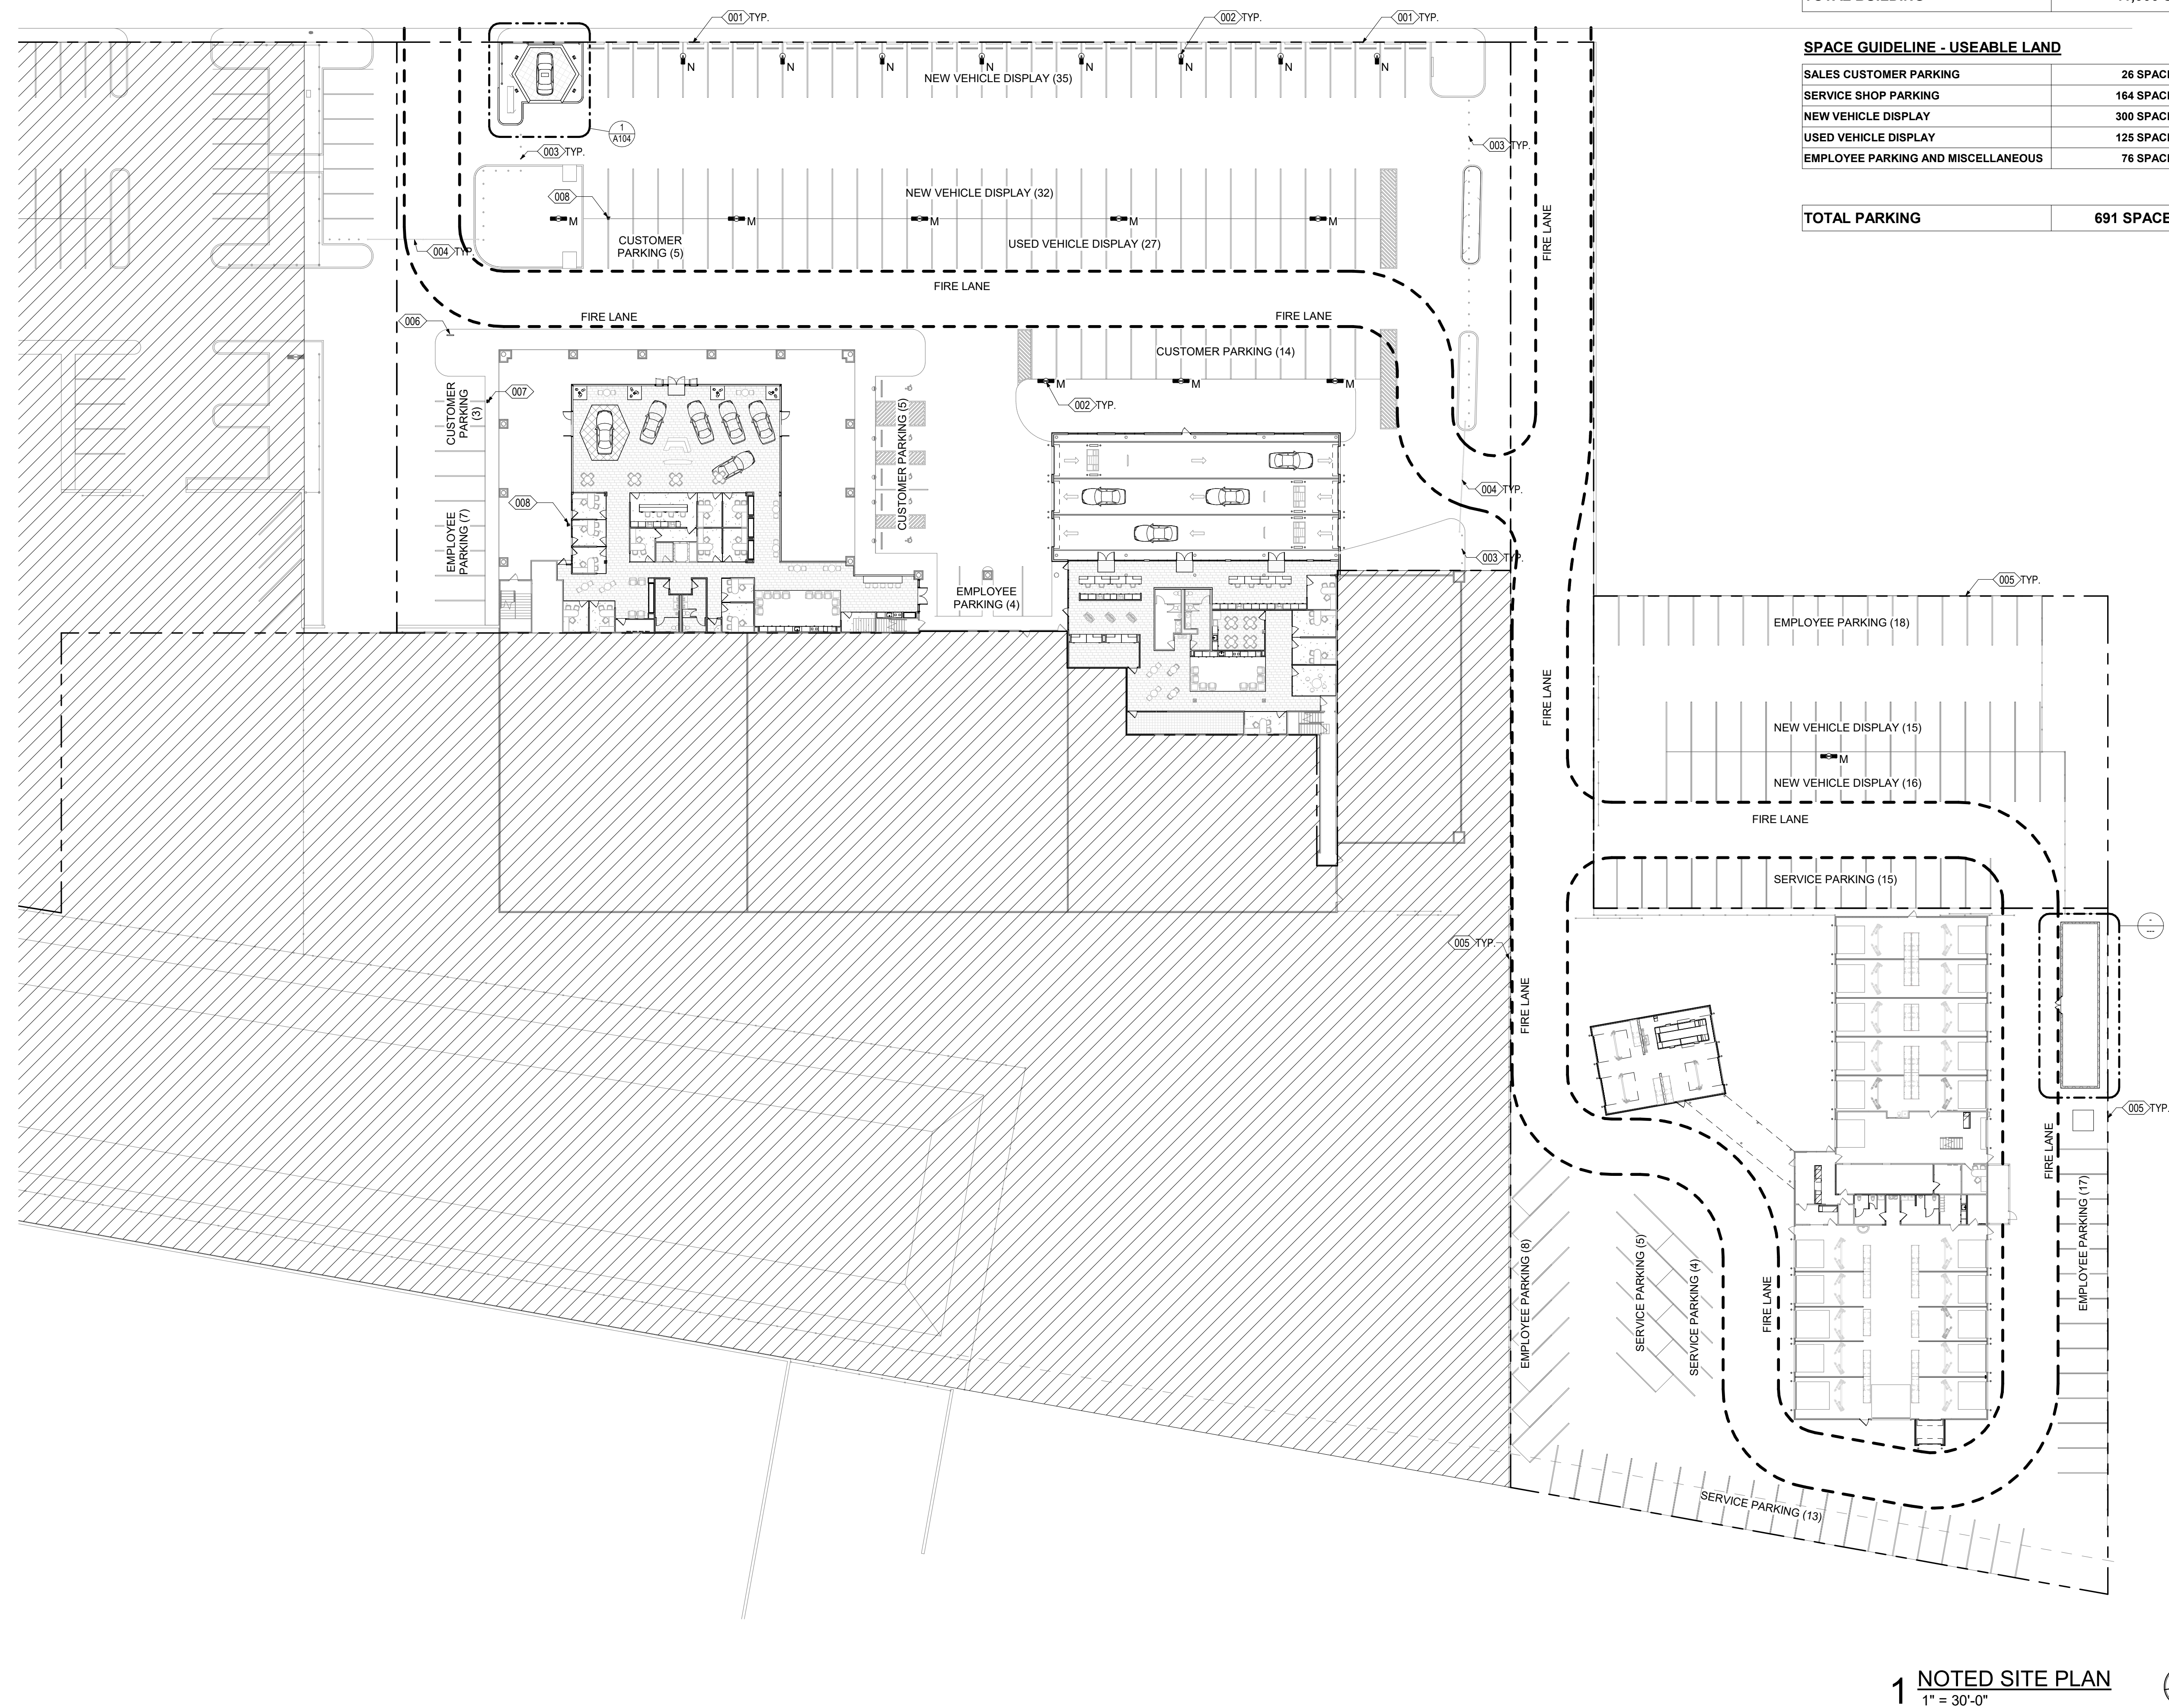 TOTAL BUILDING
SPACE GUIDELINE - USEABLE LAND
SALES CUSTOMER PARKING 26 SPAC
SERVICE SHOP PARKING 164 SPAC
NEW VEHICLE DISPLAY 300 SPAC
USED VEHICLE DISPLAY 125 SPAC
EMPLOYEE PARKING AND MISCELLANEOUS 76 SPAC
TOTAL PARKING 691 SPACE
001 TYP.
002 TYP.
001 TYP.
N N N N N N N N
NEW VEHICLE DISPLAY (35)
1
A104
003 TYP.
003 TYP.
008
NEW VEHICLE DISPLAY (32)
M M M M M
CUSTOMER
PARKING (5)
USED VEHICLE DISPLAY (27)
004 TYP.
FIRE LANE
FIRE LANE
FIRE LANE
FIRE LANE
006
CUSTOMER PARKING (14)
M M M
002 TYP.
007
CUSTOMER
PARKING
(3)
CUSTOMER PARKING (5)
008
EMPLOYEE
PARKING (7)
004 TYP.
003 TYP.
EMPLOYEE
PARKING (4)
005 TYP.
EMPLOYEE PARKING (18)
FIRE LANE
NEW VEHICLE DISPLAY (15)
M
NEW VEHICLE DISPLAY (16)
FIRE LANE
SERVICE PARKING (15)
005 TYP.
-
---
FIRE LANE
005 TYP.
FIRE LANE
EMPLOYEE PARKING (17)
EMPLOYEE PARKING (8)
SERVICE PARKING (5)
SERVICE PARKING (4)
FIRE LANE
SERVICE PARKING (13)
1 NOTED SITE PLAN
1" = 30'-0"